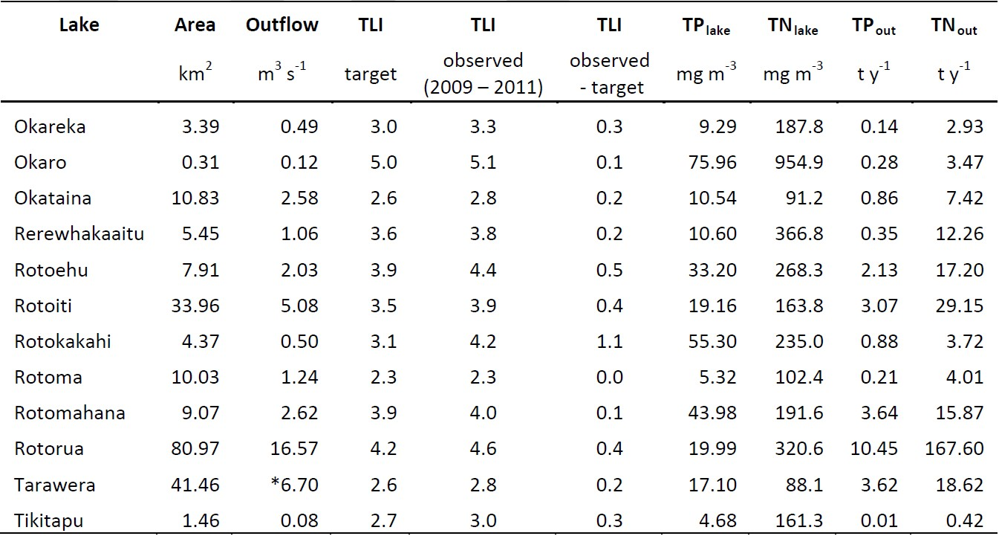 Lake Area Outflow TLI TLI TLI TPlake TNlake TPout TNout
km2 m3 s-1 target observed (2009 – 2011) observed - target mg m-3 mg m-3 t y-1 t y-1
Okareka 3.39 0.49 3.0 3.3 0.3 9.29 187.8 0.14 2.93
Okaro 0.31 0.12 5.0 5.1 0.1 75.96 954.9 0.28 3.47
Okataina 10.83 2.58 2.6 2.8 0.2 10.54 91.2 0.86 7.42
Rerewhakaaitu 5.45 1.06 3.6 3.8 0.2 10.60 366.8 0.35 12.26
Rotoehu 7.91 2.03 3.9 4.4 0.5 33.20 268.3 2.13 17.20
Rotoiti 33.96 5.08 3.5 3.9 0.4 19.16 163.8 3.07 29.15
Rotokakahi 4.37 0.50 3.1 4.2 1.1 55.30 235.0 0.88 3.72
Rotoma 10.03 1.24 2.3 2.3 0.0 5.32 102.4 0.21 4.01
Rotomahana 9.07 2.62 3.9 4.0 0.1 43.98 191.6 3.64 15.87
Rotorua 80.97 16.57 4.2 4.6 0.4 19.99 320.6 10.45 167.60
Tarawera 41.46 *6.70 2.6 2.8 0.2 17.10 88.1 3.62 18.62
Tikitapu 1.46 0.08 2.7 3.0 0.3 4.68 161.3 0.01 0.42